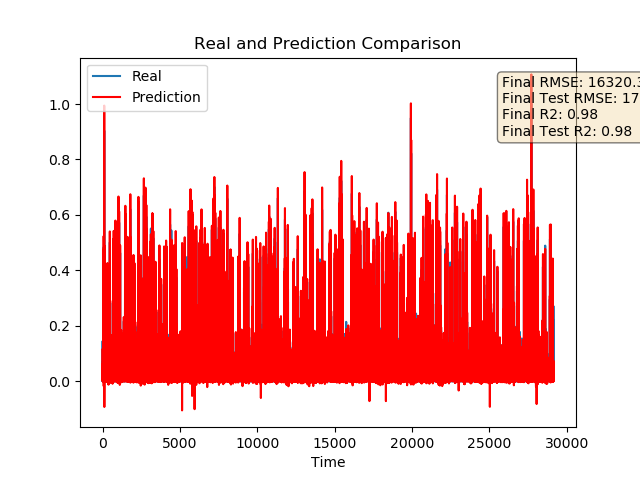 Real and Prediction Comparison
Real
Prediction
Final RMSE: 16320.
Final Test RMSE: 17
Final R2: 0.98
Final Test R2: 0.98
1.0
0.8
0.6
0.4
0.2
0.0
0 5000 10000 15000 20000 25000 30000
Time